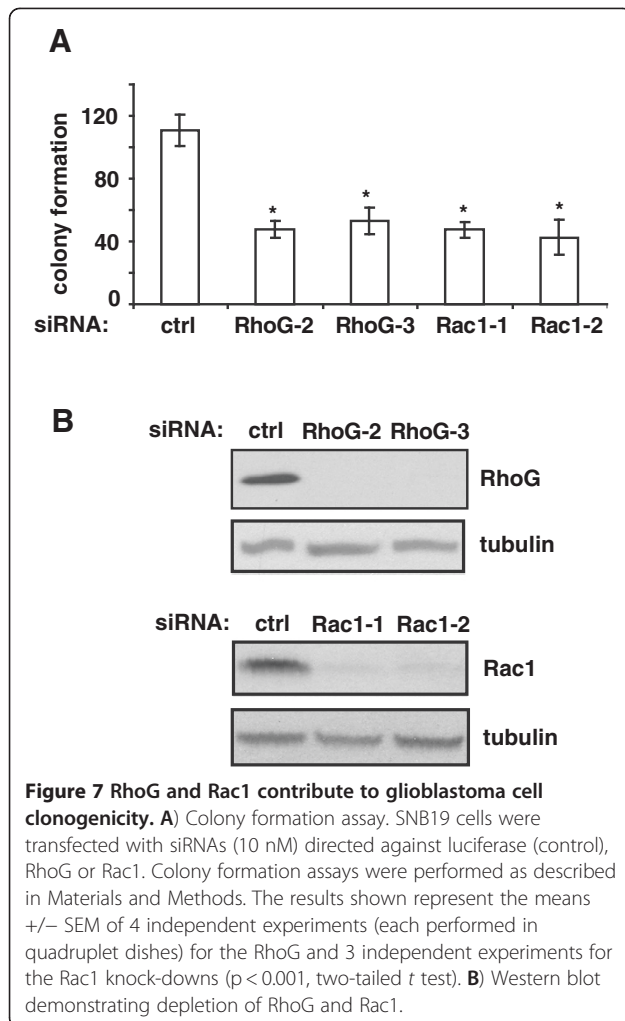 A
120
80
40
0
colony formation
* * * *
siRNA: ctrl RhoG-2 RhoG-3 Rac1-1 Rac1-2
B
siRNA: ctrl RhoG-2 RhoG-3
RhoG
tubulin
siRNA: ctrl Rac1-1 Rac1-2
Rac1
tubulin
Figure 7 RhoG and Rac1 contribute to glioblastoma cell
clonogenicity. A) Colony formation assay. SNB19 cells were
transfected with siRNAs (10 nM) directed against luciferase (control),
RhoG or Rac1. Colony formation assays were performed as described
in Materials and Methods. The results shown represent the means
+/− SEM of 4 independent experiments (each performed in
quadruplet dishes) for the RhoG and 3 independent experiments for
the Rac1 knock-downs (p < 0.001, two-tailed t test). B) Western blot
demonstrating depletion of RhoG and Rac1.